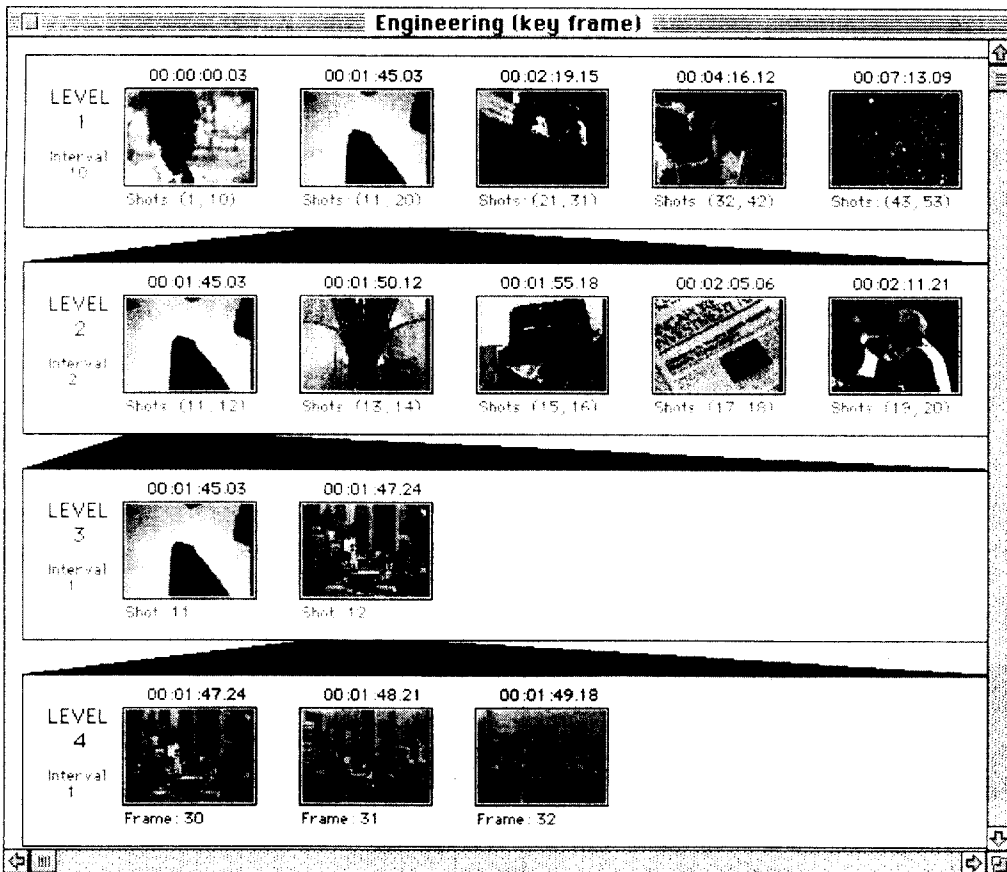 Engineering (key frame)
LEVEL
1
Interval
10
00:00:00.03 00:01:45.03 00:02:19.15 00:04:16.12 00:07:13.09
Shots: (1,10) Shots: (11,20) Shots: (21,31) Shots: (32,42) Shots: (43,53)
LEVEL
2
Interval
2
00:01:45.03 00:01:50.12 00:01:55.18 00:02:05.06 00:02:11.21
Shots: (11,12) Shots: (13,14) Shots: (15,16) Shots: (17,18) Shots: (19,20)
LEVEL
3
Interval
1
00:01:45.03 00:01:47.24
Shot: 11 Shot: 12
LEVEL
4
Interval
1
00:01:47.24 00:01:48.21 00:01:49.18
Frame: 30 Frame: 31 Frame: 32